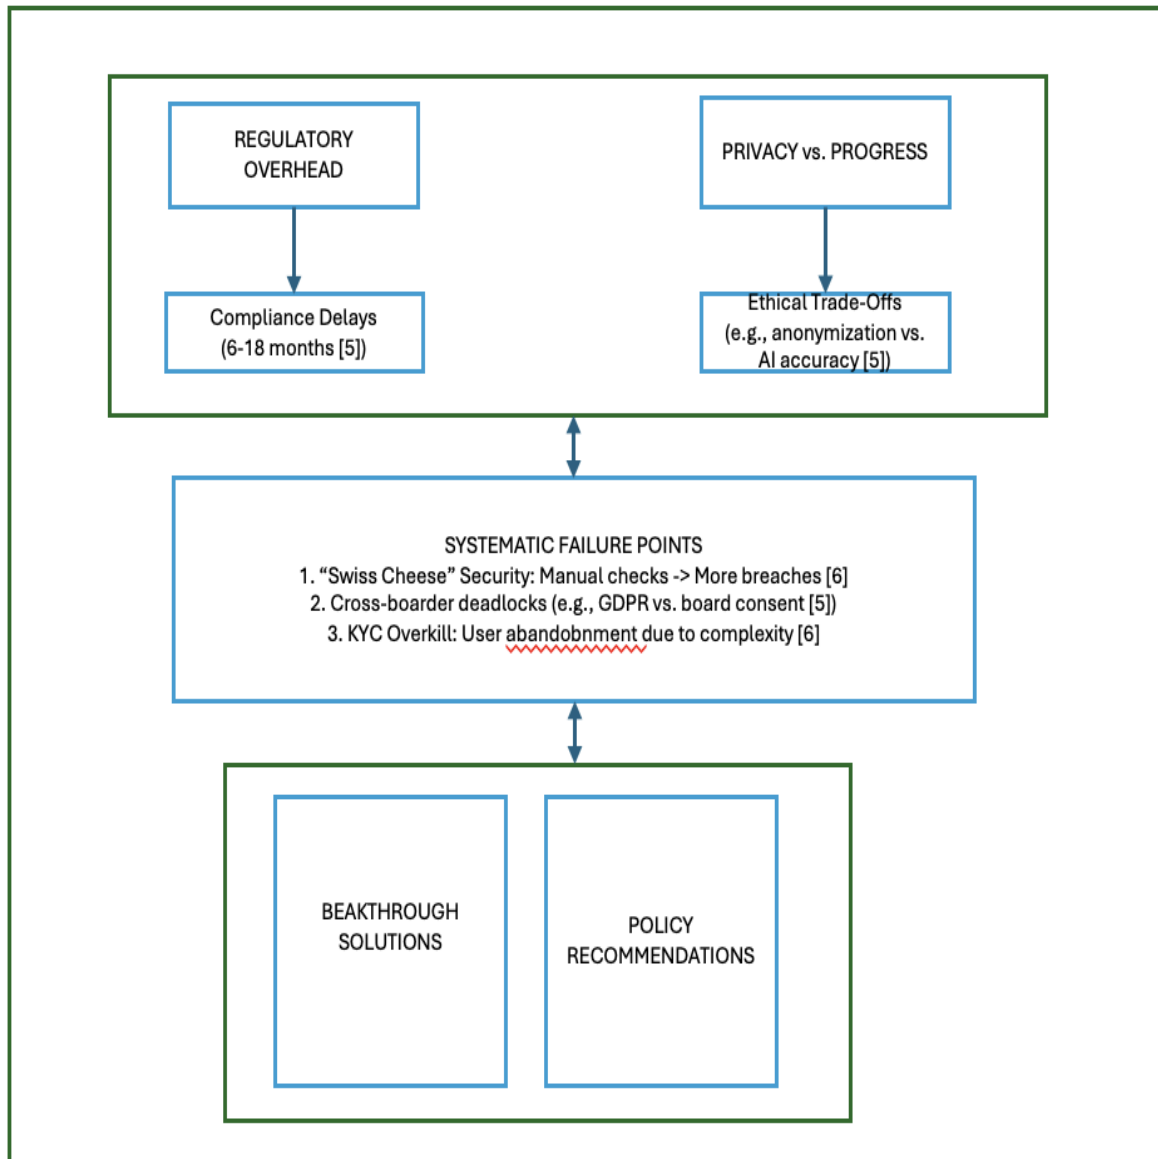 REGULATORY
OVERHEAD
PRIVACY vs. PROGRESS
Compliance Delays
(6-18 months [5])
Ethical Trade-Offs
(e.g., anonymization vs.
AI accuracy [5])
SYSTEMATIC FAILURE POINTS
1. “Swiss Cheese” Security: Manual checks -> More breaches [6]
2. Cross-boarder deadlocks (e.g., GDPR vs. board consent [5])
3. KYC Overkill: User abandobnment due to complexity [6]
BEAKTHROUGH
SOLUTIONS
POLICY
RECOMMENDATIONS